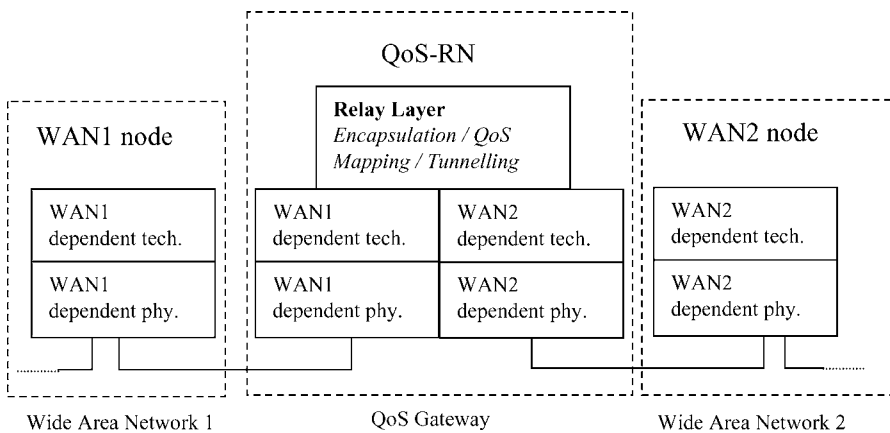 QoS-RN
Relay Layer
Encapsulation / QoS
Mapping / Tunnelling
WAN1 node
WAN1
dependent tech.
WAN1
dependent phy.
WAN1
dependent tech.
WAN1
dependent phy.
WAN2
dependent tech.
WAN2
dependent phy.
WAN2 node
WAN2
dependent tech.
WAN2
dependent phy.
Wide Area Network 1
QoS Gateway
Wide Area Network 2